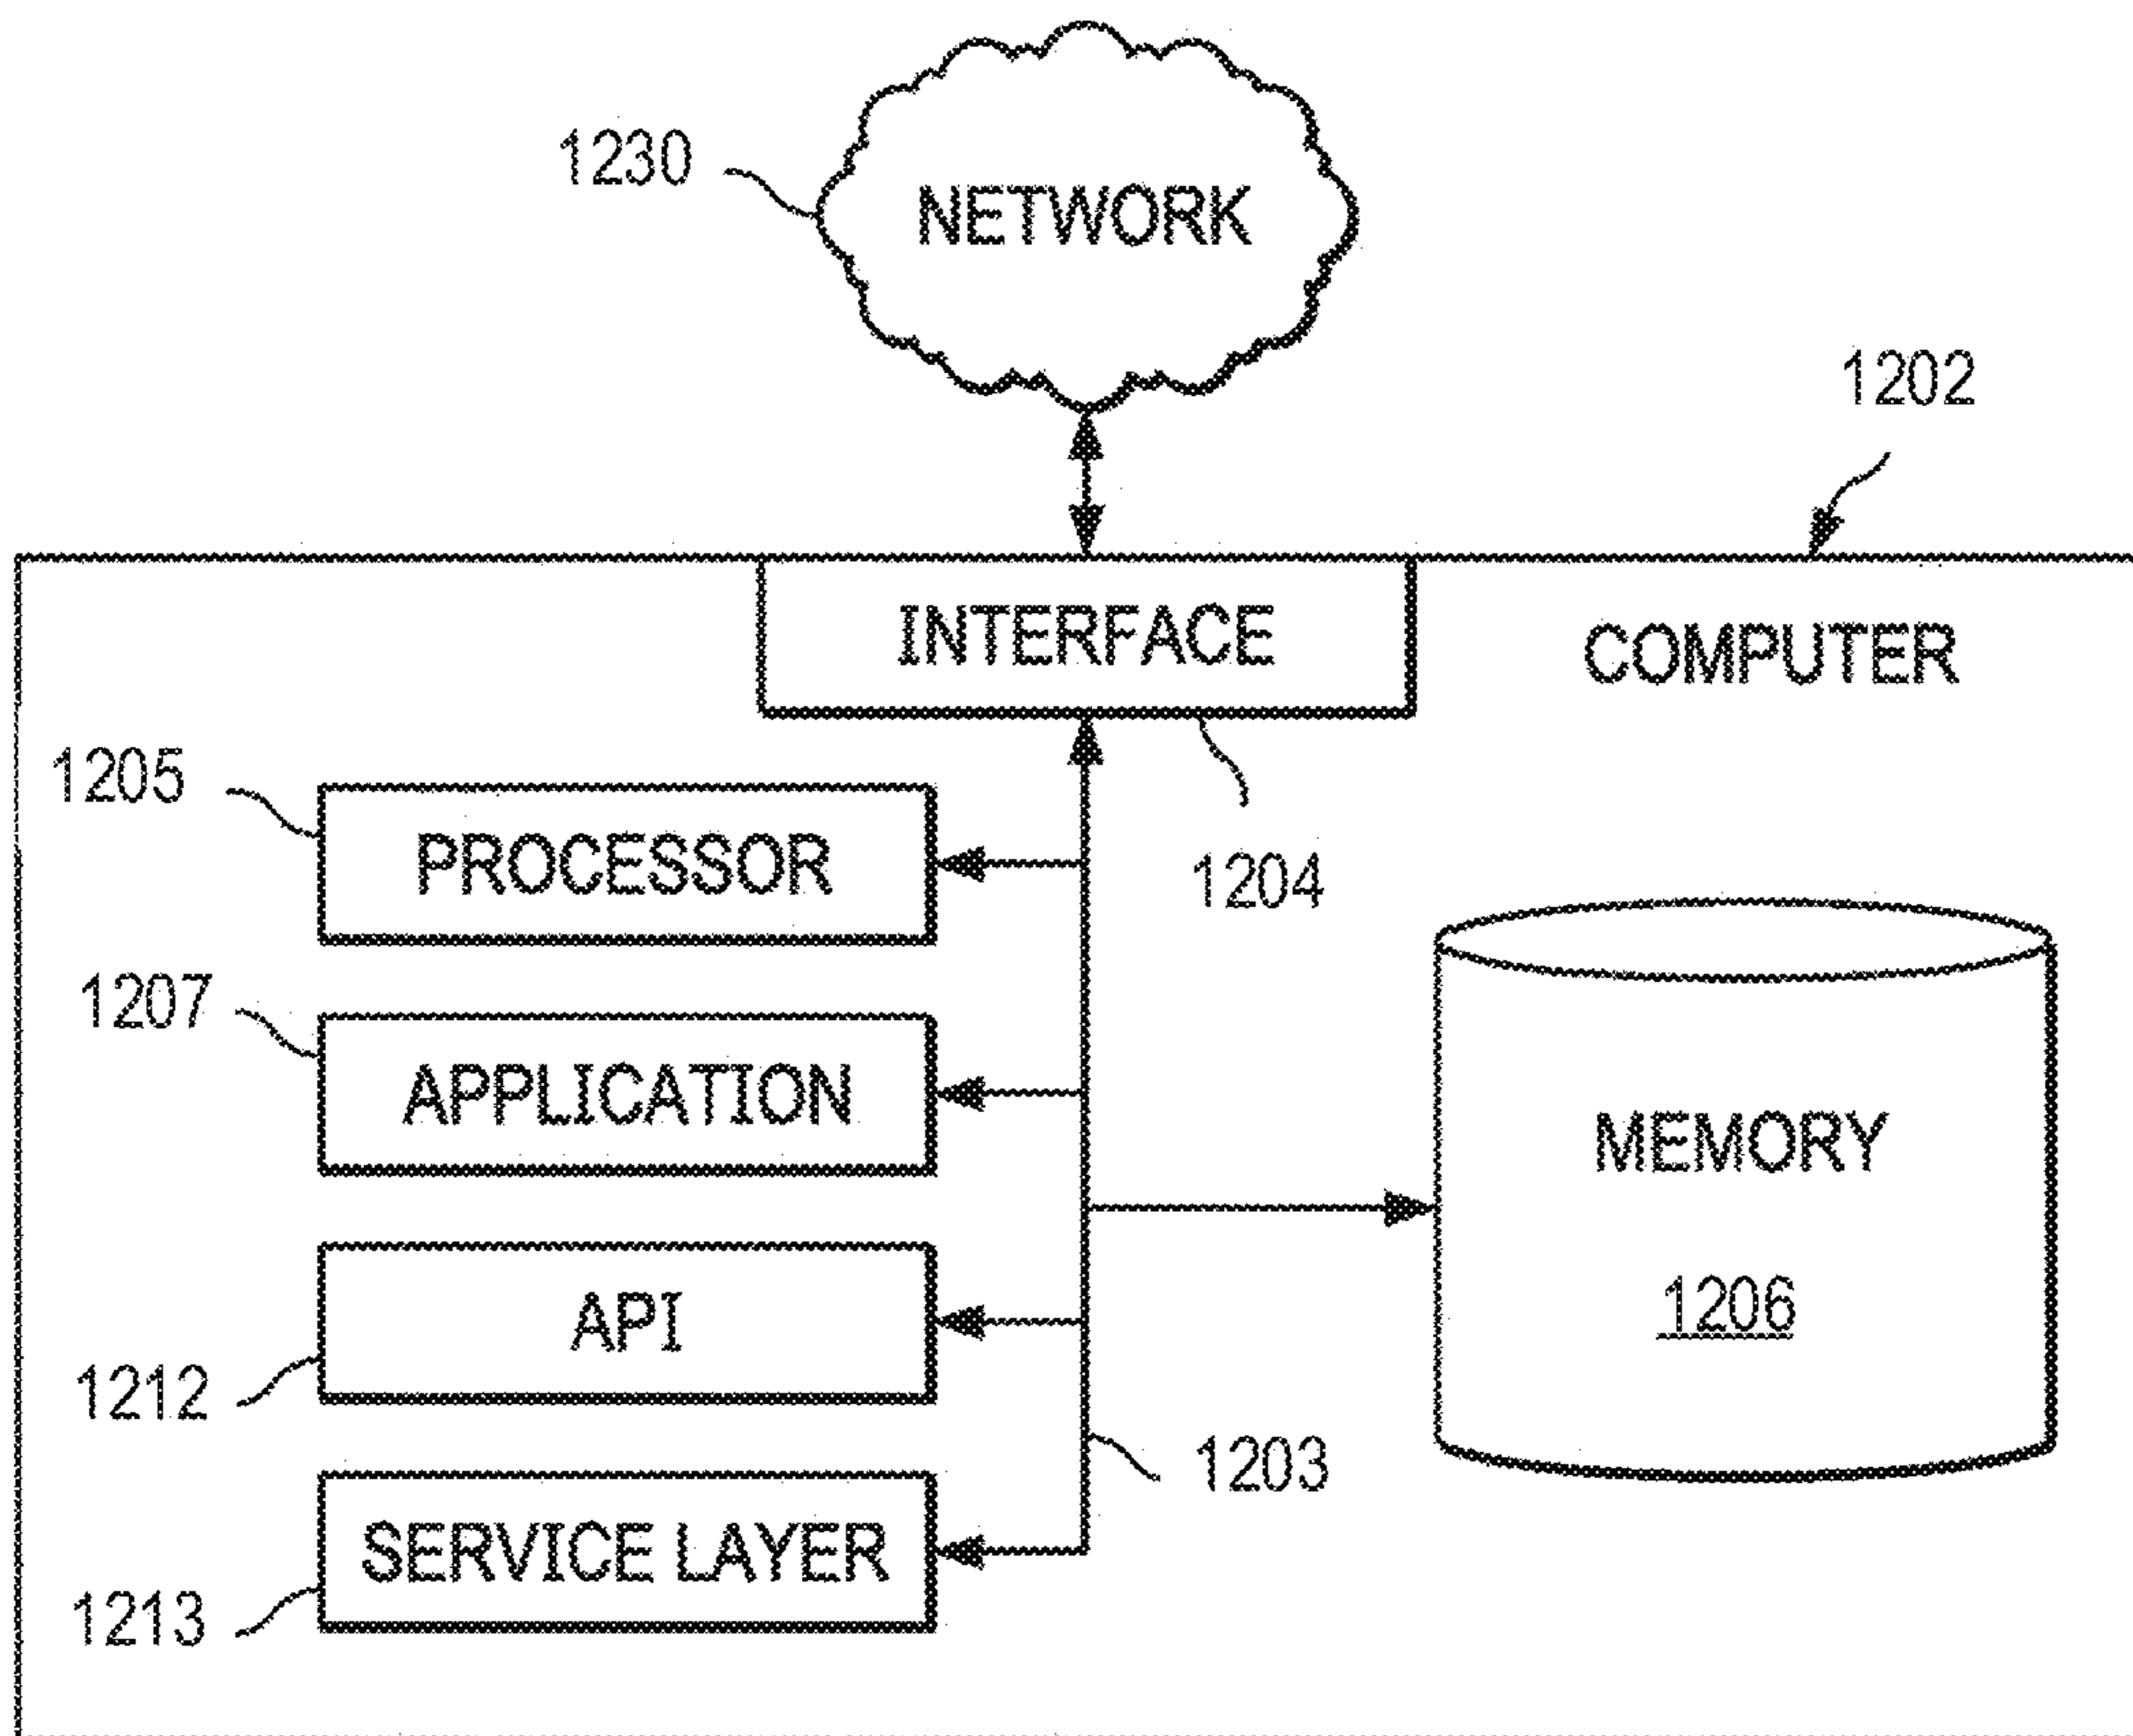 1230
NETWORK
1202
INTERFACE
COMPUTER
1205
PROCESSOR
1204
1207
APPLICATION
MEMORY
1206
API
1212
1203
SERVICE LAYER
1213